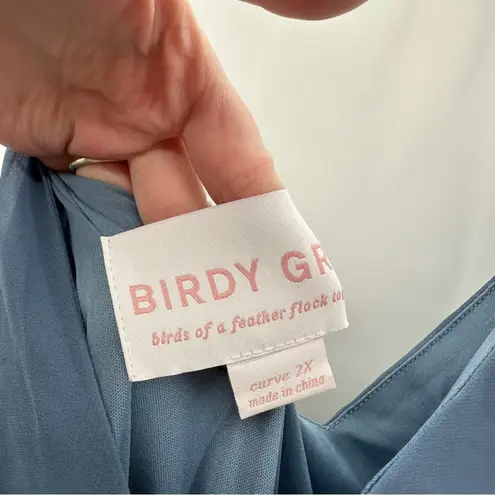 BIRDY GR
birds of a feather flock to
curve 2X
made in china